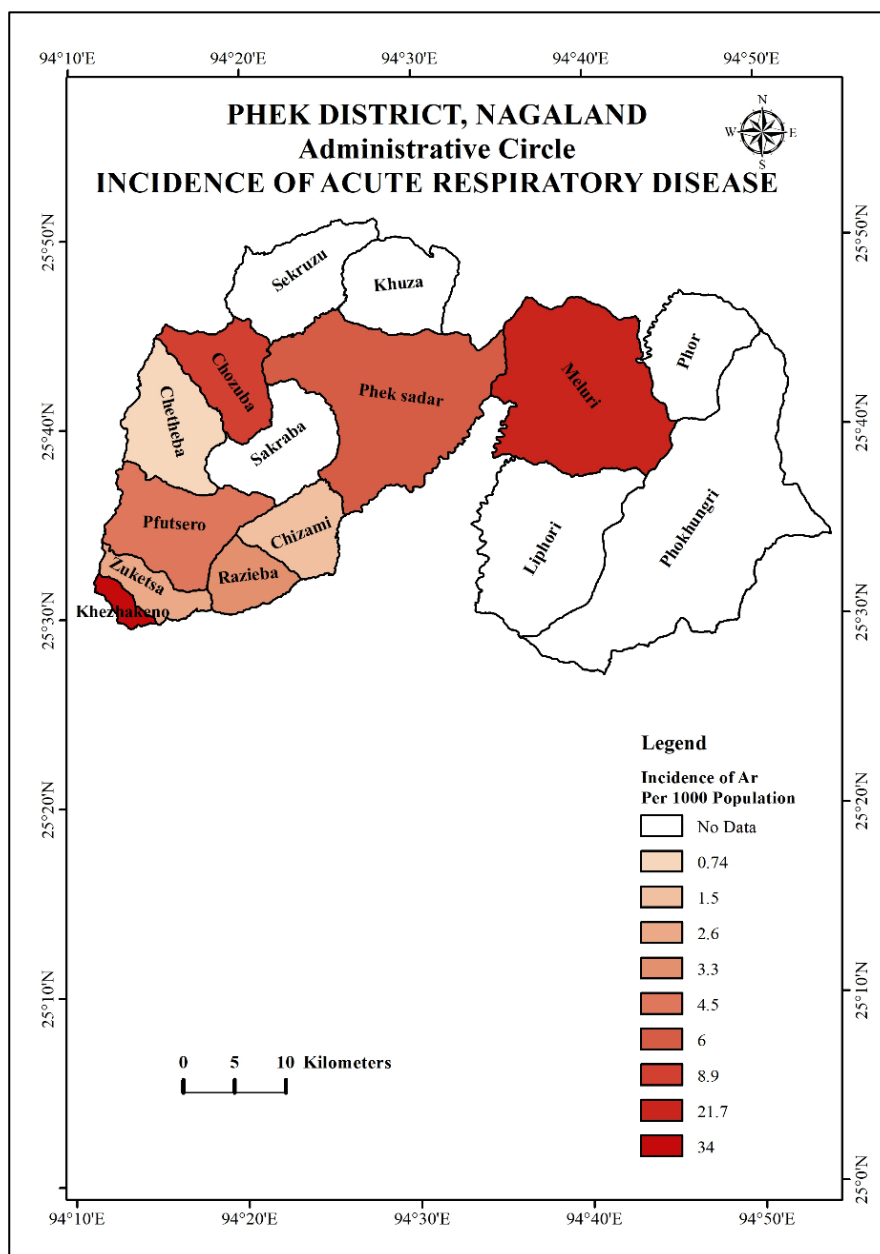 94°10'E 94°20'E 94°30'E 94°40'E 94°50'E
PHEK DISTRICT, NAGALAND
Administrative Circle
INCIDENCE OF ACUTE RESPIRATORY DISEASE
N
W E
S
25°50'N 25°50'N
Sekruzu
Khuza
Phor
Chozuba
Meluri
Phek sadar
Chetheba
25°40'N 25°40'N
Sakraba
Pfutsero
Chizami
Phokhungri
Liphori
Zuketsa
Razieba
Khezhakeno
25°30'N 25°30'N
Legend
Incidence of Ar
Per 1000 Population
No Data
25°20'N 25°20'N
0.74
1.5
2.6
3.3
25°10'N 25°10'N
4.5
6
0 5 10 Kilometers
8.9
21.7
34
25°0'N
94°10'E 94°20'E 94°30'E 94°40'E 94°50'E